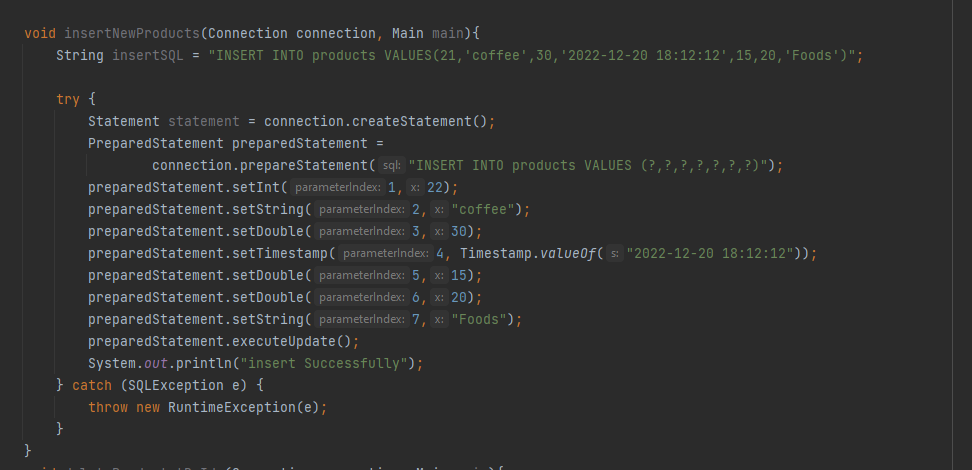 void insertNewProducts(Connection connection, Main main){
    String insertSQL = "INSERT INTO products VALUES(21,'coffee',30,'2022-12-20 18:12:12',15,20,'Foods')";
    try {
        Statement statement = connection.createStatement();
        PreparedStatement preparedStatement =
                connection.prepareStatement( sql: "INSERT INTO products VALUES (?,?,?,?,?,?,?)");
        preparedStatement.setInt( parameterIndex: 1, x: 22);
        preparedStatement.setString( parameterIndex: 2, x: "coffee");
        preparedStatement.setDouble( parameterIndex: 3, x: 30);
        preparedStatement.setTimestamp( parameterIndex: 4, Timestamp.valueOf( s: "2022-12-20 18:12:12"));
        preparedStatement.setDouble( parameterIndex: 5, x: 15);
        preparedStatement.setDouble( parameterIndex: 6, x: 20);
        preparedStatement.setString( parameterIndex: 7, x: "Foods");
        preparedStatement.executeUpdate();
        System.out.println("insert Successfully");
    } catch (SQLException e) {
        throw new RuntimeException(e);
    }
}